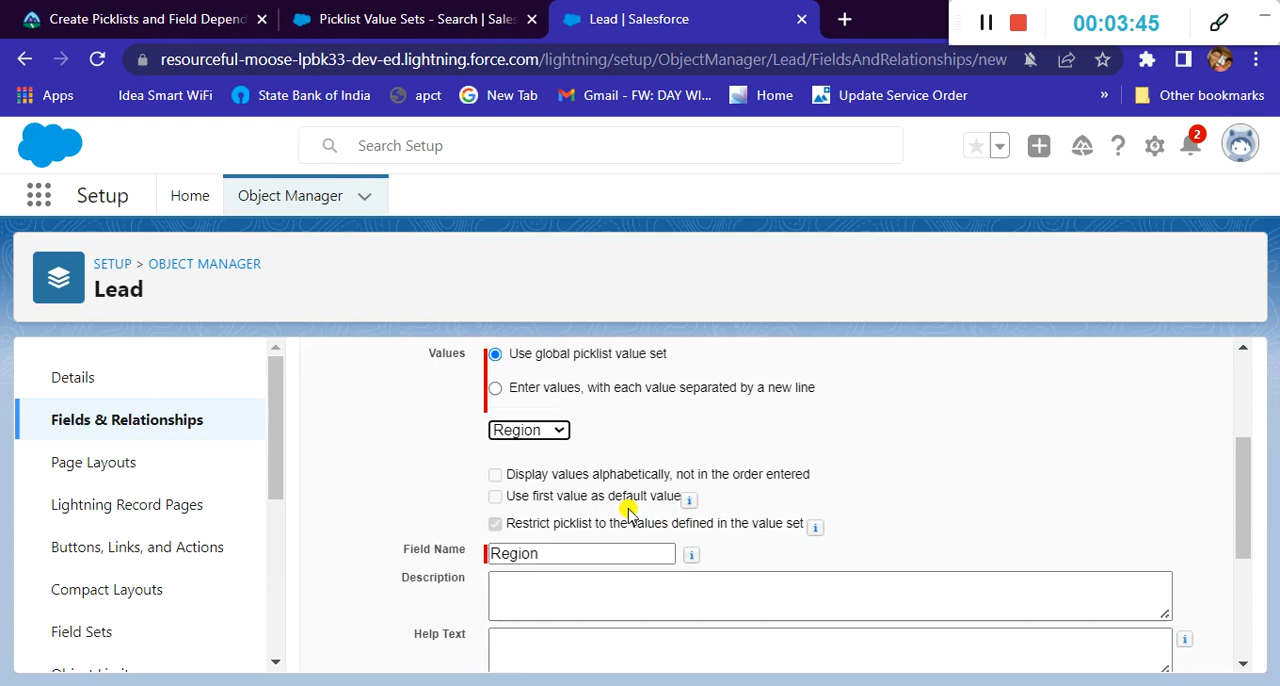 Create Picklists and Field Depend
Picklist Value Sets - Search | Sales
Lead | Salesforce
00:03:45
resourceful-moose-lpbk33-dev-ed.lightning.force.com/lightning/setup/ObjectManager/Lead/FieldsAndRelationships/new
Apps
Idea Smart WiFi
State Bank of India
apct
New Tab
Gmail - FW: DAY WI...
Home
Update Service Order
»
Other bookmarks
Search Setup
2
Setup
Home
Object Manager
SETUP > OBJECT MANAGER
Lead
Details
Fields & Relationships
Page Layouts
Lightning Record Pages
Buttons, Links, and Actions
Compact Layouts
Field Sets
Values
Use global picklist value set
Enter values, with each value separated by a new line
Region
Display values alphabetically, not in the order entered
Use first value as default value
Restrict picklist to the values defined in the value set
Field Name
Region
Description
Help Text